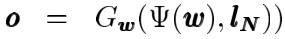 o = G_w(Ψ(w), l_N))